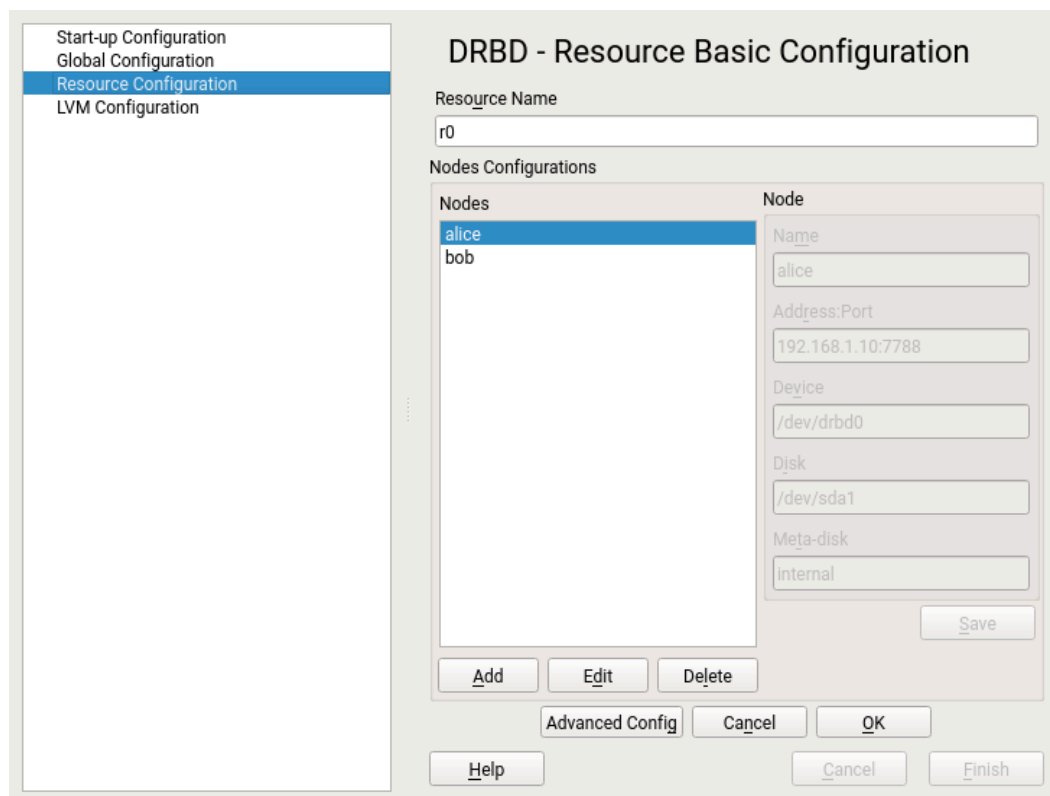 Start-up Configuration
Global Configuration
Resource Configuration
LVM Configuration
DRBD - Resource Basic Configuration
Resource Name
r0
Nodes Configurations
Nodes
alice
bob
Node
Name
alice
Address:Port
192.168.1.10:7788
Device
/dev/drbd0
Disk
/dev/sda1
Meta-disk
internal
Save
Add Edit Delete
Advanced Config Cancel OK
Help Cancel Finish